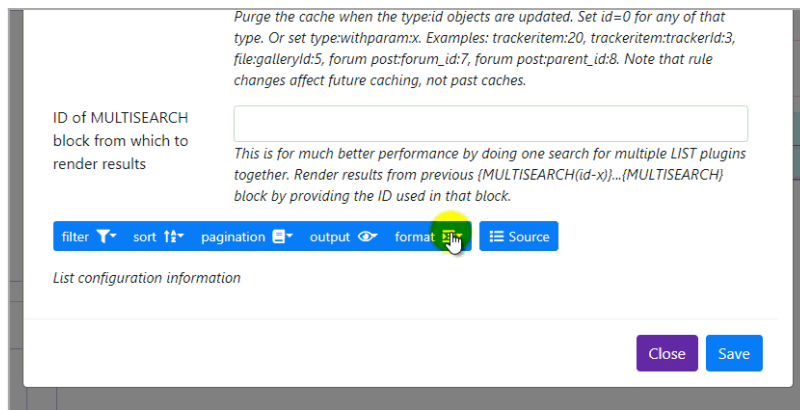 Purge the cache when the type:id objects are updated. Set id=0 for any of that
type. Or set type:withparam:x. Examples: trackeritem:20, trackeritem:trackerId:3,
file:galleryId:5, forum post:forum_id:7, forum post:parent_id:8. Note that rule
changes affect future caching, not past caches.
ID of MULTISEARCH
block from which to
render results
This is for much better performance by doing one search for multiple LIST plugins
together. Render results from previous {MULTISEARCH(id-x)}...{MULTISEARCH}
block by providing the ID used in that block.
filter sort pagination output format Source
List configuration information
Close Save